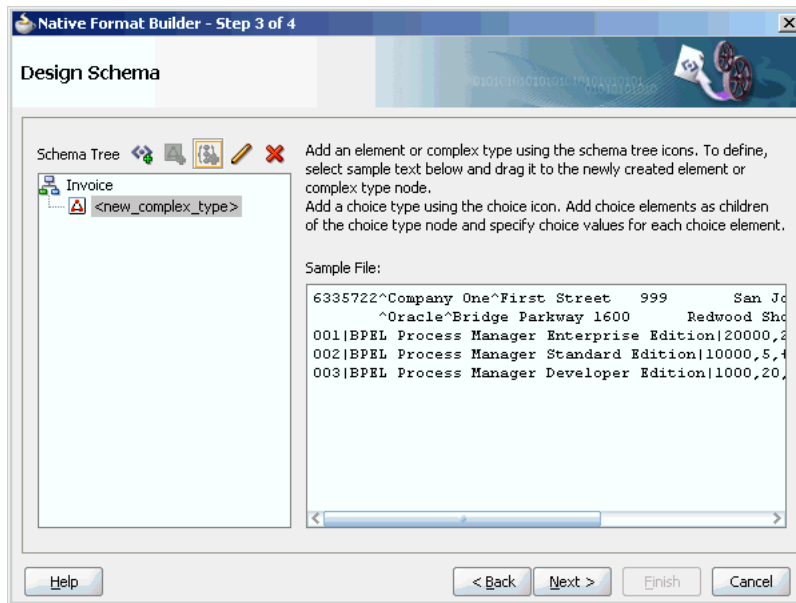 Native Format Builder - Step 3 of 4
Design Schema
Schema Tree
Invoice
<new_complex_type>
Add an element or complex type using the schema tree icons. To define,
select sample text below and drag it to the newly created element or
complex type node.
Add a choice type using the choice icon. Add choice elements as children
of the choice type node and specify choice values for each choice element.
Sample File:
6335722^Company One^First Street 999 San Jo
^Oracle^Bridge Parkway 1600 Redwood Sho
001|BPEL Process Manager Enterprise Edition|20000,2
002|BPEL Process Manager Standard Edition|10000,5,+
003|BPEL Process Manager Developer Edition|1000,20,
Help
< Back
Next >
Finish
Cancel